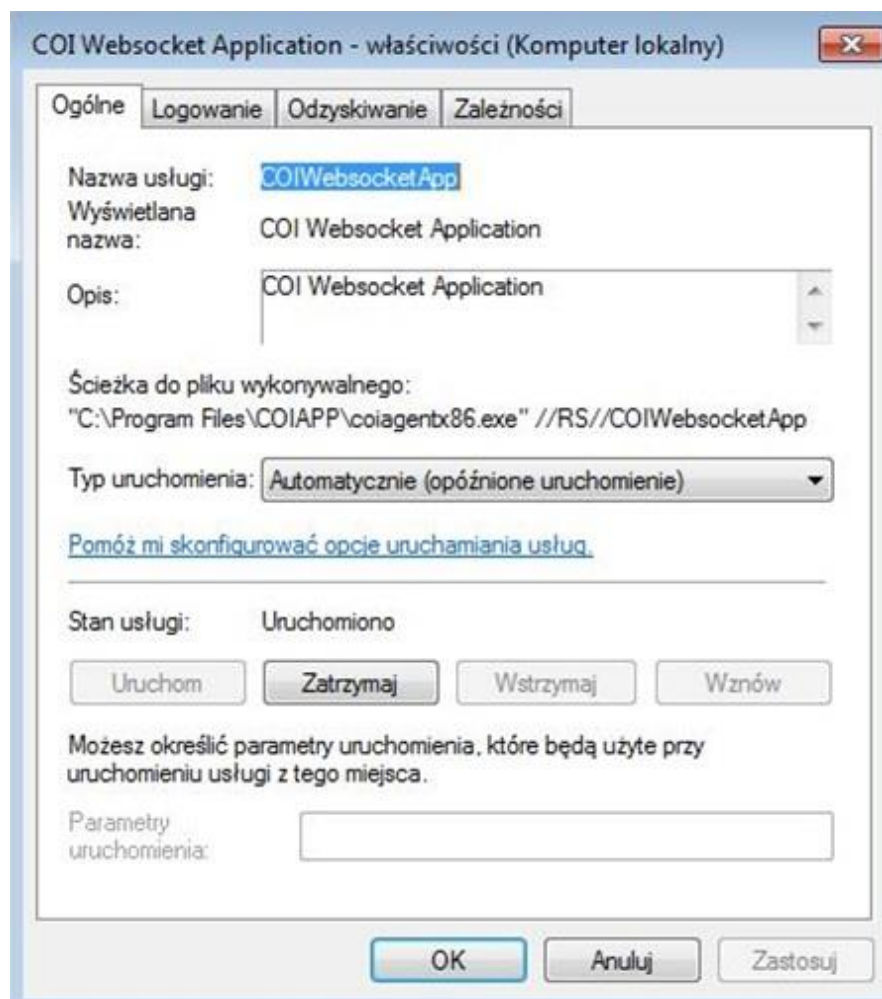 COI Websocket Application - właściwości (Komputer lokalny)
Ogólne Logowanie Odzyskiwanie Zależności
Nazwa usługi: COIWebsocketApp
Wyświetlana
nazwa: COI Websocket Application
Opis: COI Websocket Application
Ścieżka do pliku wykonywalnego:
"C:\Program Files\COIAPP\coiagentx86.exe" //RS//COIWebsocketApp
Typ uruchomienia: Automatycznie (opóźnione uruchomienie)
Pomóż mi skonfigurować opcje uruchamiania usług.
Stan usługi: Uruchomiono
Uruchom Zatrzymaj Wstrzymaj Wznów
Możesz określić parametry uruchomienia, które będą użyte przy
uruchomieniu usługi z tego miejsca.
Parametry
uruchomienia:
OK Anuluj Zastosuj